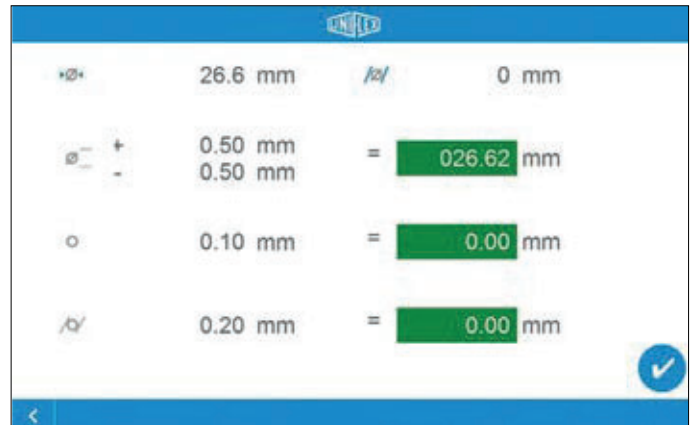 UNIFLEX
26.6 mm 0 mm
+ 0.50 mm = 026.62 mm
- 0.50 mm
0.10 mm = 0.00 mm
0.20 mm = 0.00 mm